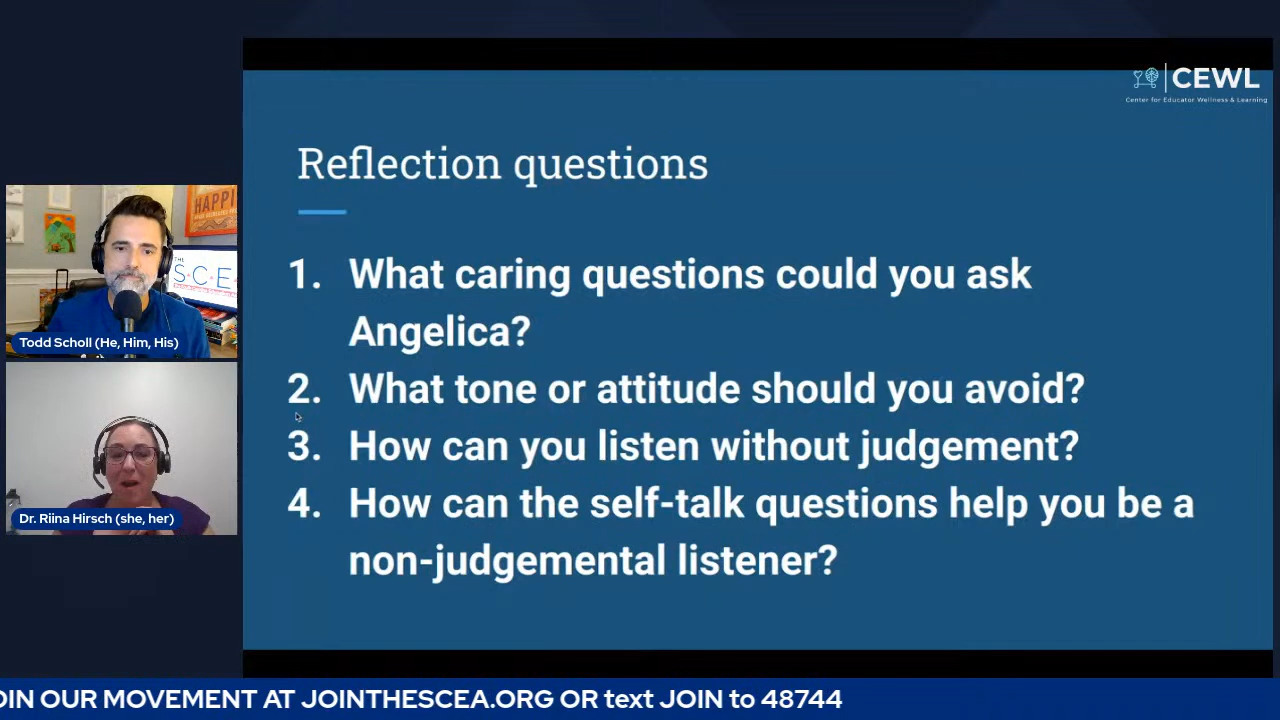 CEWL
Center for Educator Wellness & Learning
Reflection questions
1. What caring questions could you ask
Angelica?
2. What tone or attitude should you avoid?
3. How can you listen without judgement?
4. How can the self-talk questions help you be a
non-judgemental listener?
HAPPI
THE
S.C.E
Todd Scholl (He, Him, His)
Dr. Riina Hirsch (she, her)
OIN OUR MOVEMENT AT JOINTHESCEA.ORG OR text JOIN to 48744